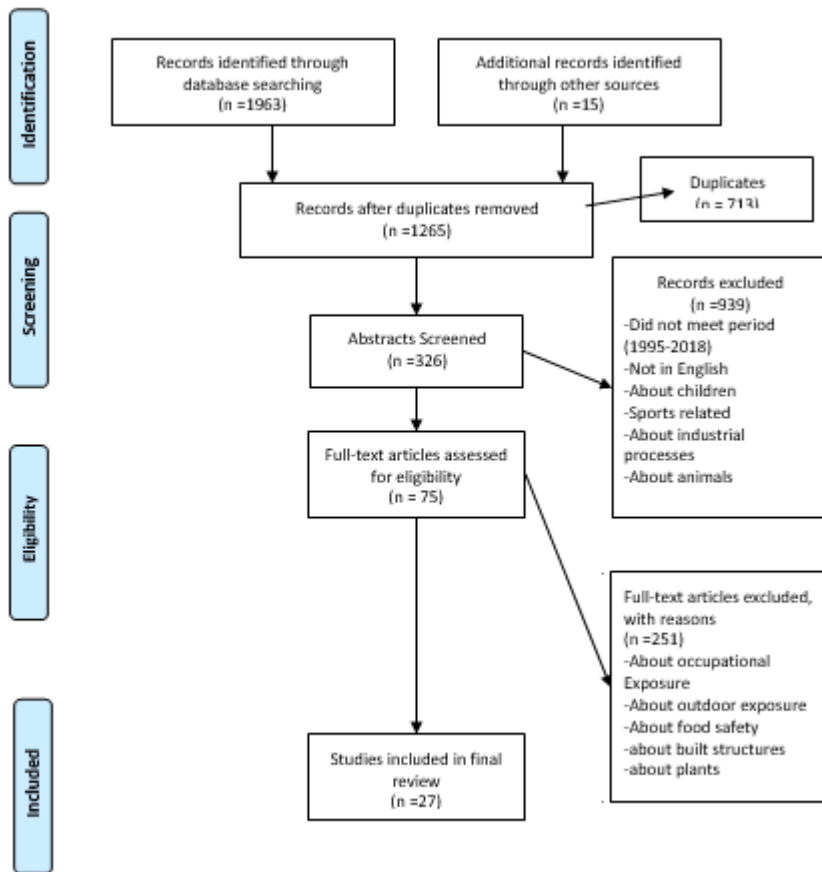 Identification
Records identified through
database searching
(n =1963)
Additional records identified
through other sources
(n =15)
Records after duplicates removed
(n =1265)
Duplicates
(n = 713)
Screening
Abstracts Screened
(n =326)
Records excluded
(n =939)
-Did not meet period
(1995-2018)
-Not in English
-About children
-Sports related
-About industrial
processes
-About animals
Eligibility
Full-text articles assessed
for eligibility
(n = 75)
Full-text articles excluded,
with reasons
(n =251)
-About occupational
Exposure
-About outdoor exposure
-About food safety
-about built structures
-about plants
Included
Studies included in final
review
(n =27)